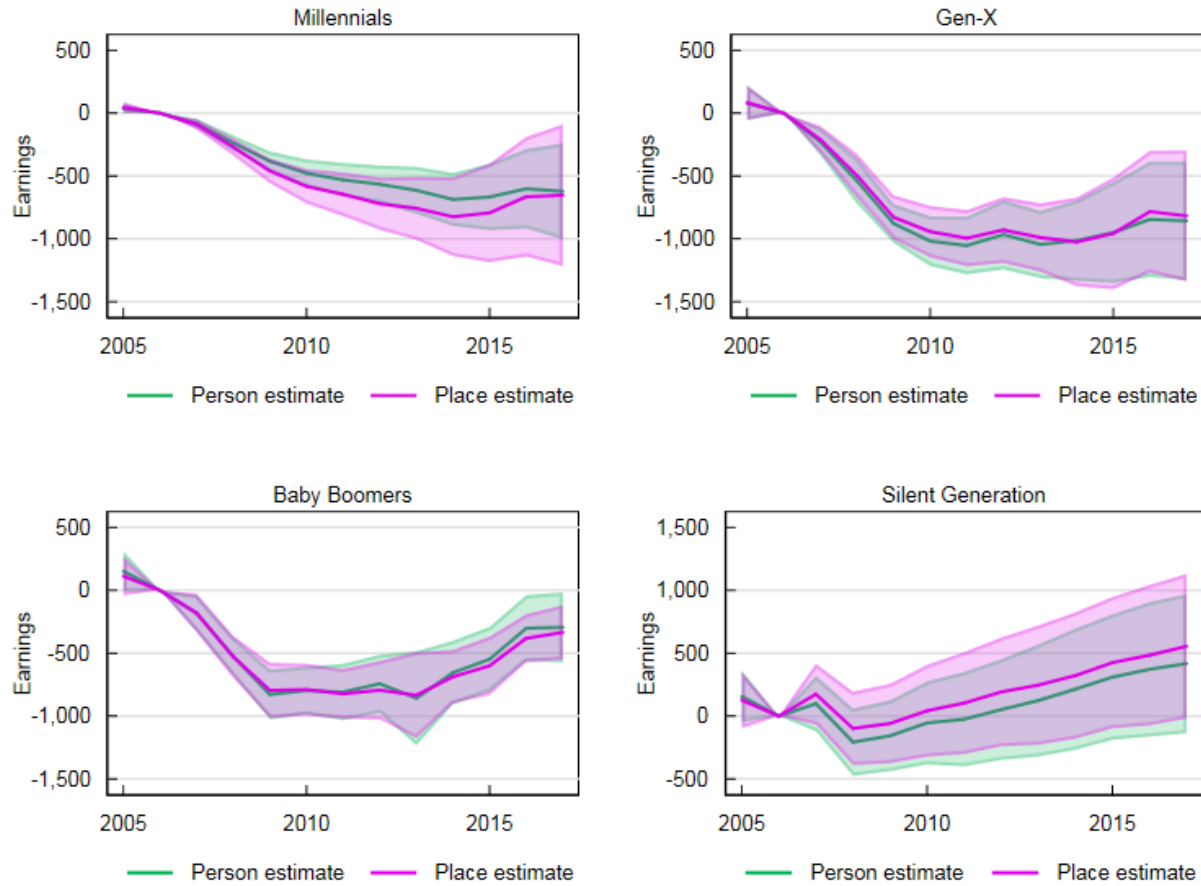 Millennials
500
0
-500
-1,000
-1,500
Earnings
2005
2010
2015
Person estimate
Place estimate
Gen-X
500
0
-500
-1,000
-1,500
Earnings
2005
2010
2015
Person estimate
Place estimate
Baby Boomers
500
0
-500
-1,000
-1,500
Earnings
2005
2010
2015
Person estimate
Place estimate
Silent Generation
1,500
1,000
500
0
-500
Earnings
2005
2010
2015
Person estimate
Place estimate